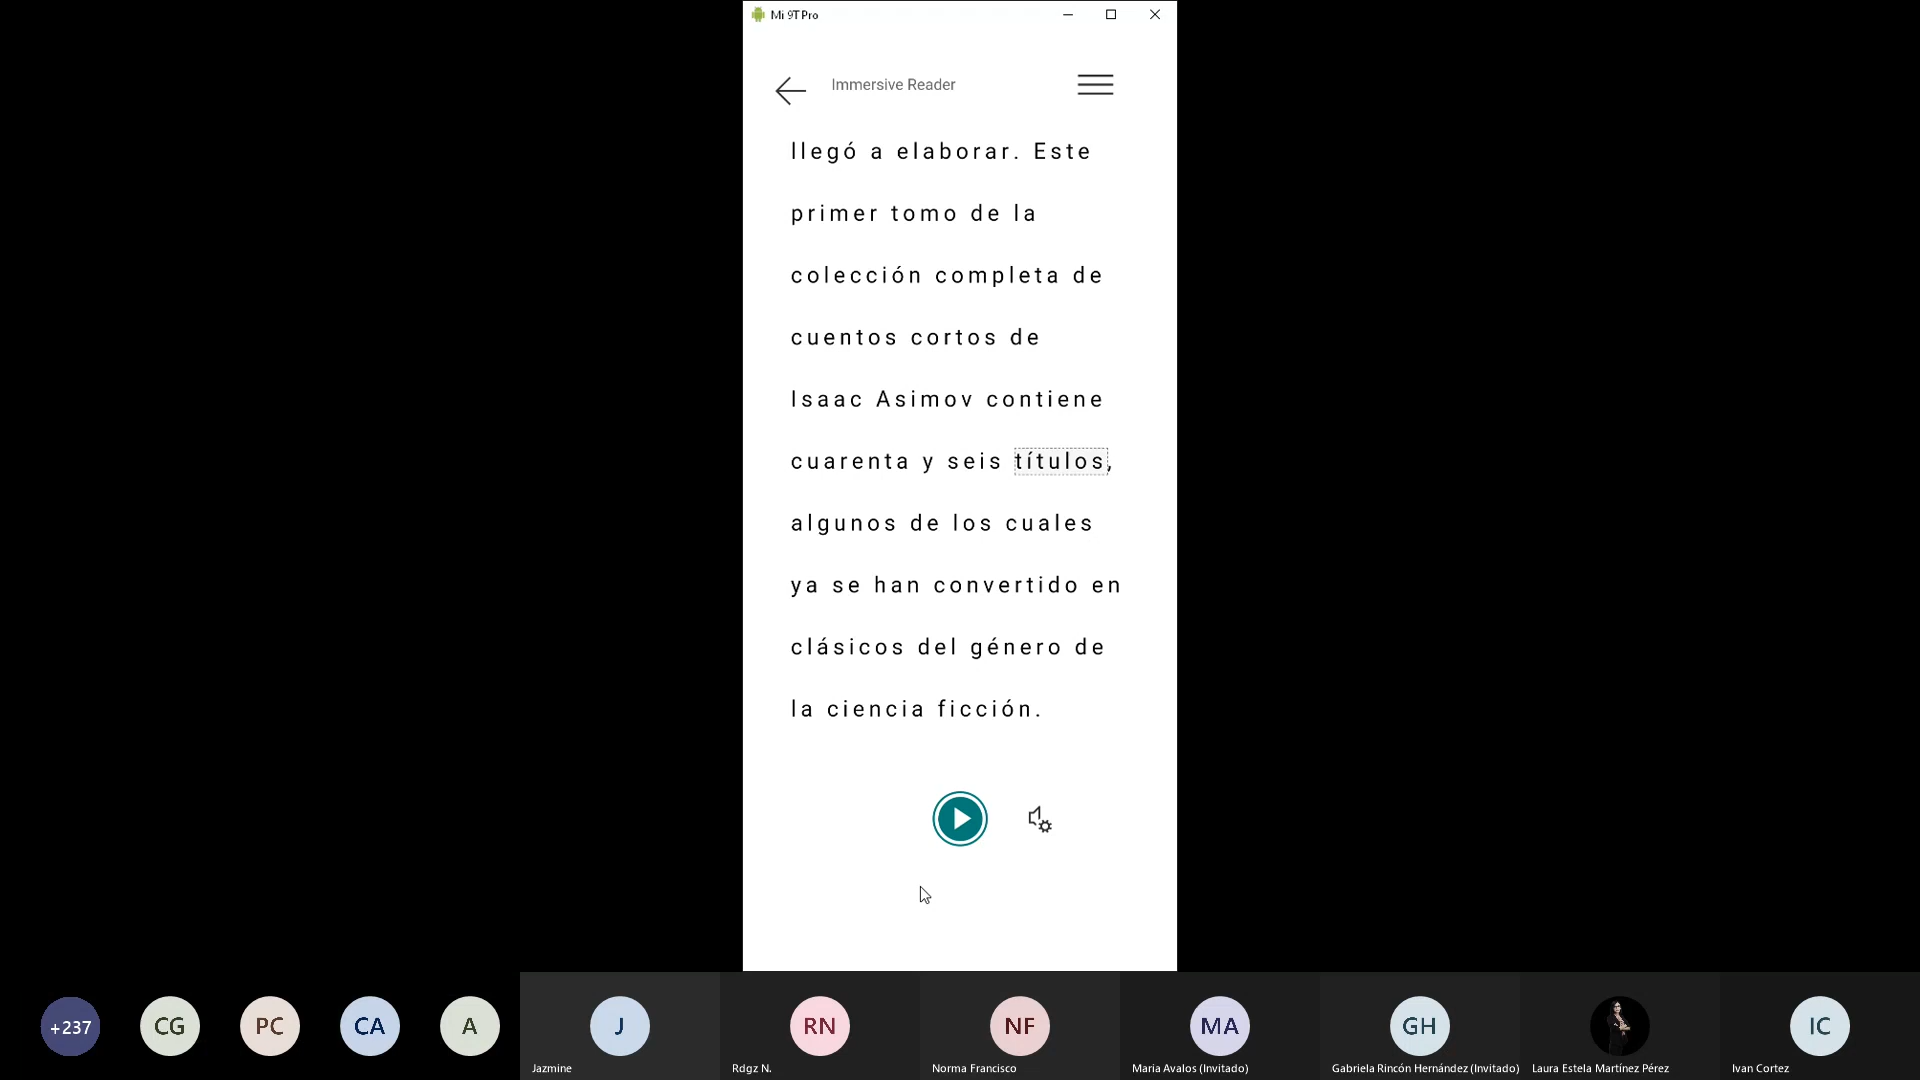 Mi 9T Pro
Immersive Reader
llegó a elaborar. Este
primer tomo de la
colección completa de
cuentos cortos de
Isaac Asimov contiene
cuarenta y seis títulos,
algunos de los cuales
ya se han convertido en
clásicos del género de
la ciencia ficción.
+237
CG
PC
CA
A
J
RN
NF
MA
GH
IC
Jazmine
Rdgz N.
Norma Francisco
Maria Avalos (Invitado)
Gabriela Rincón Hernández (Invitado)
Laura Estela Martínez Pérez
Ivan Cortez